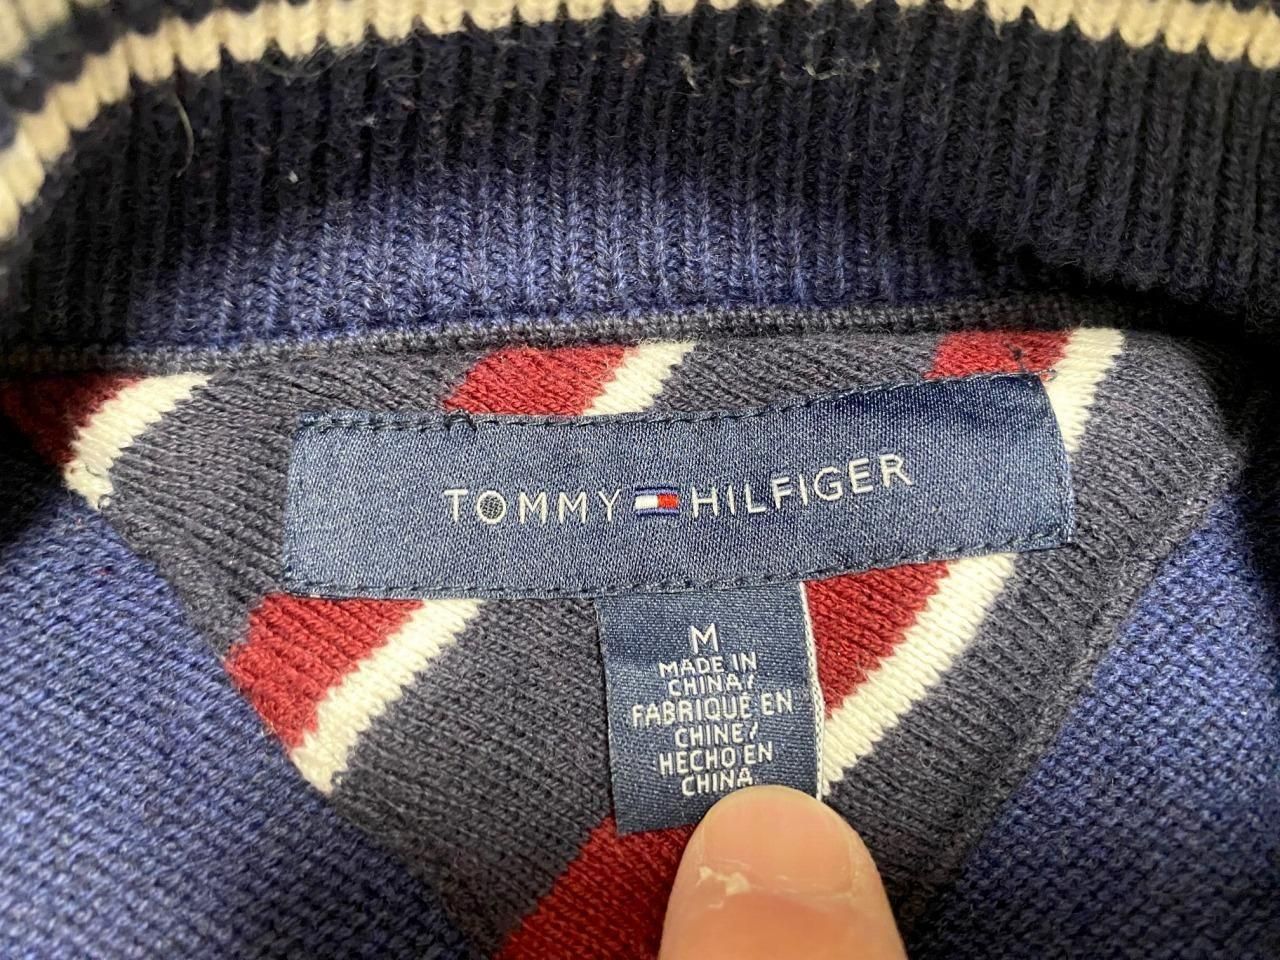 TOMMY HILFIGER
M
MADE IN
CHINA/
FABRIQUÉ EN
CHINE/
HECHO EN
CHINA